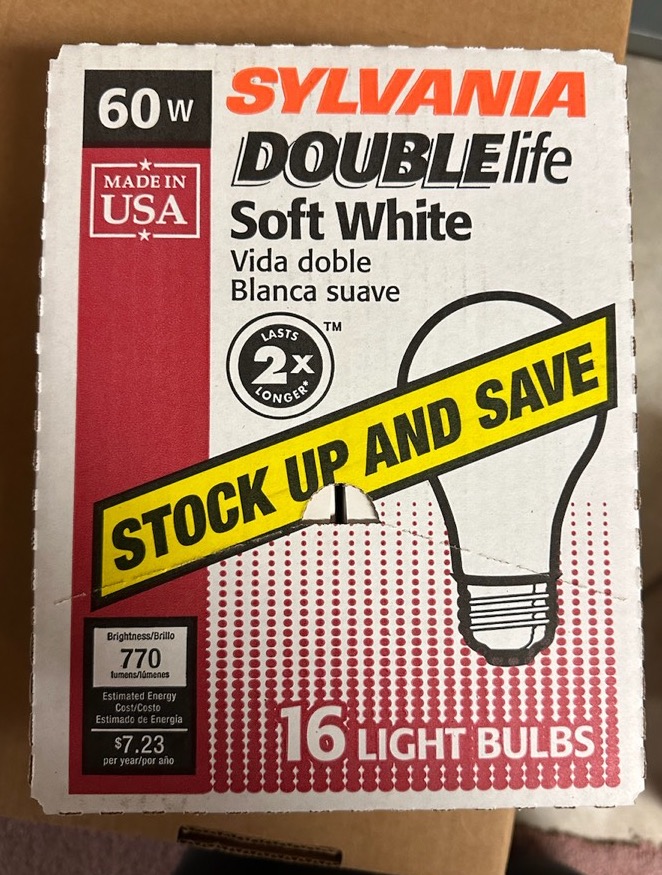 60W
SYLVANIA
DOUBLElife
MADE IN
USA
Soft White
Vida doble
Blanca suave
LASTS
2X
LONGER*
TM
STOCK UP AND SAVE
Brightness/Brillo
770
lumens/lúmenes
Estimated Energy
Cost/Costo
Estimado de Energía
$7.23
per year/por año
16 LIGHT BULBS